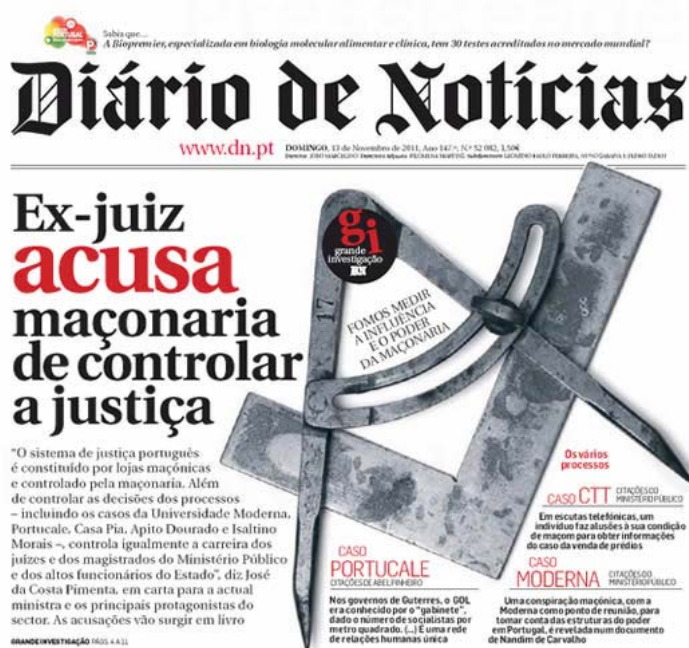 PORTUGAL
Sabia que...
A Biopremier, especializada em biologia molecular alimentar e clínica, tem 30 testes acreditados no mercado mundial?
Diário de Notícias
www.dn.pt
DOMINGO, 13 de Novembro de 2011, Ano 147º, N.º 52 082, 1,50€
Ex-juiz
acusa
maçonaria
de controlar
a justiça
"O sistema de justiça português
é constituído por lojas maçónicas
e controlado pela maçonaria. Além
de controlar as decisões dos processos
– incluindo os casos da Universidade Moderna,
Portucale, Casa Pia, Apito Dourado e Isaltino
Morais –, controla igualmente a carreira dos
juízes e dos magistrados do Ministério Público
e dos altos funcionários do Estado", diz José
da Costa Pimenta, em carta para a actual
ministra e os principais protagonistas do
sector. As acusações vão surgir em livro
GRANDE INVESTIGAÇÃO PÁGS. 4 A 11
gi
grande
investigação
DN
17
FOMOS MEDIR
A INFLUÊNCIA
E O PODER
DA MAÇONARIA
Os vários
processos
CASO CTT CITAÇÕES DO
MINISTÉRIO PÚBLICO
Em escutas telefónicas, um
indivíduo faz alusões à sua condição
de maçom para obter informações
do caso da venda de prédios
CASO
PORTUCALE
CITAÇÕES DE ABEL PINHEIRO
Nos governos de Guterres, o GOL
era conhecido por o "gabinete",
dado o número de socialistas por
metro quadrado. (...) É uma rede
de relações humanas única
CASO
MODERNA CITAÇÕES DO
MINISTÉRIO PÚBLICO
Uma conspiração maçónica, com a
Moderna como ponto de reunião, para
tomar conta das estruturas do poder
em Portugal, é revelada num documento
de Nandim de Carvalho